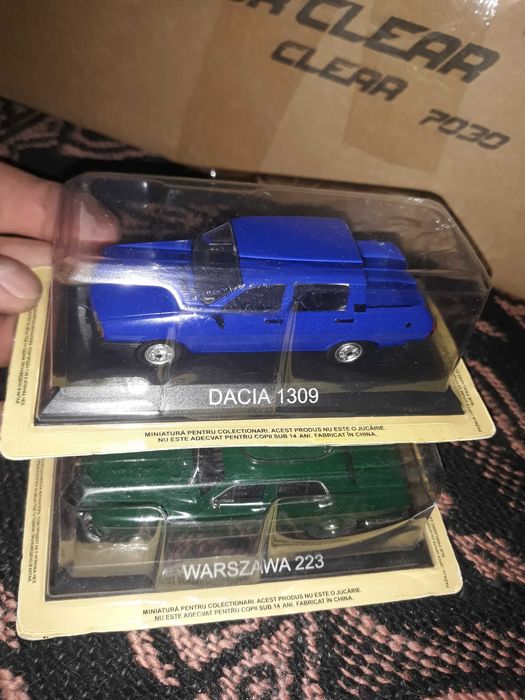 CLEAR
CLEAR 7030
DACIA 1309
MINIATURĂ PENTRU COLECȚIONARI. ACEST PRODUS NU ESTE O JUCĂRIE.
NU ESTE ADECVAT PENTRU COPII SUB 14 ANI. FABRICAT ÎN CHINA.
WARSZAWA 223
MINIATURĂ PENTRU COLECȚIONARI. ACEST PRODUS NU ESTE O JUCĂRIE.
NU ESTE ADECVAT PENTRU COPII SUB 14 ANI. FABRICAT ÎN CHINA.